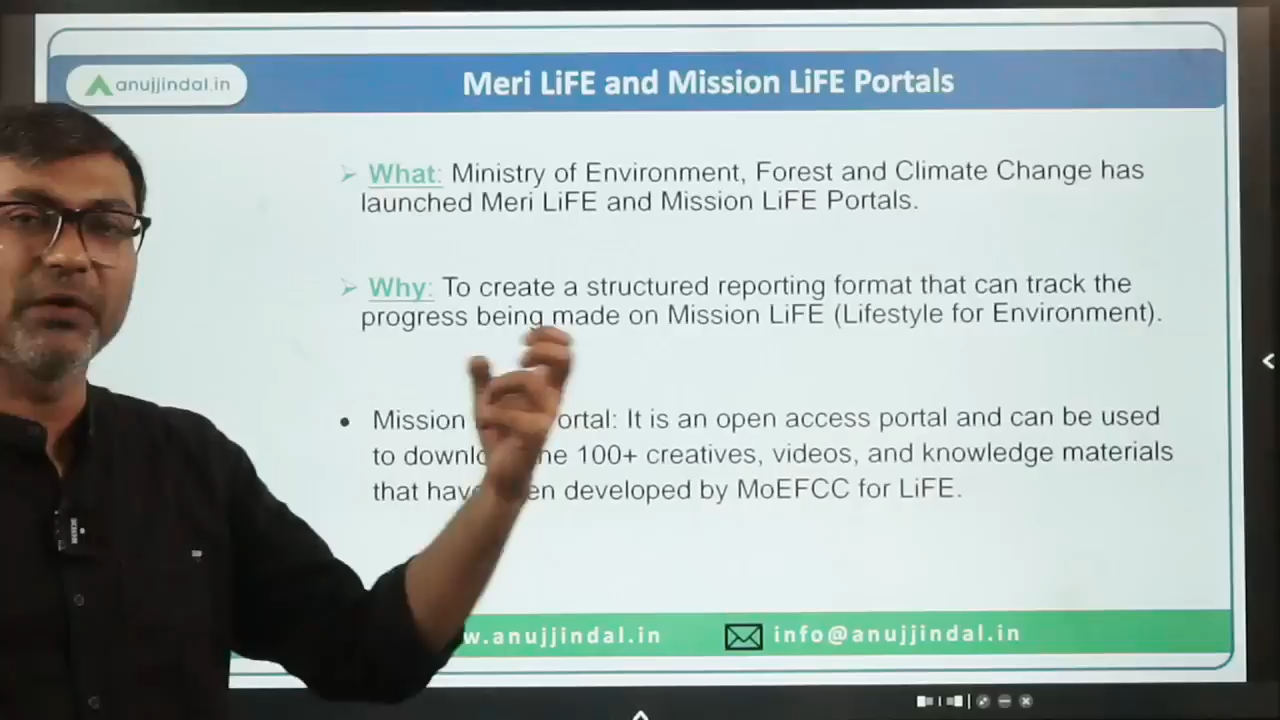 anujjindal.in
Meri LiFE and Mission LiFE Portals
➢ What: Ministry of Environment, Forest and Climate Change has
launched Meri LiFE and Mission LiFE Portals.
➢ Why: To create a structured reporting format that can track the
progress being made on Mission LiFE (Lifestyle for Environment).
• Mission ortal: It is an open access portal and can be used
to downl ne 100+ creatives, videos, and knowledge materials
that hav en developed by MoEFCC for LiFE.
w.anujjindal.in info@anujjindal.in